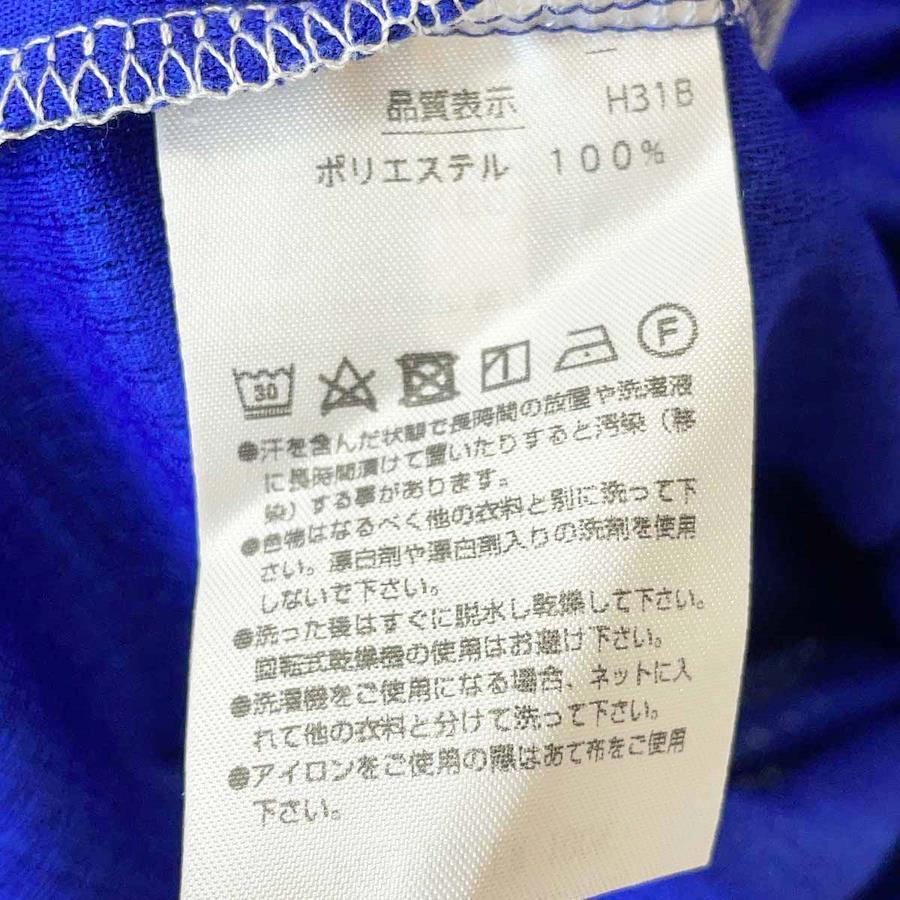 品質表示 H31B
ポリエステル 100%
30 F
●汗を含んだ状態で長時間の放置や洗濯液
に長時間漬けて置いたりすると汚染（移
染）する事があります。
●色物はなるべく他の衣料と別に洗って下
さい。漂白剤や漂白剤入りの洗剤を使用
しないで下さい。
●洗った後はすぐに脱水し乾燥して下さい。
回転式乾燥機の使用はお避け下さい。
●洗濯機をご使用になる場合、ネットに入
れて他の衣料と分けて洗って下さい。
●アイロンをご使用の際はあて布をご使用
下さい。